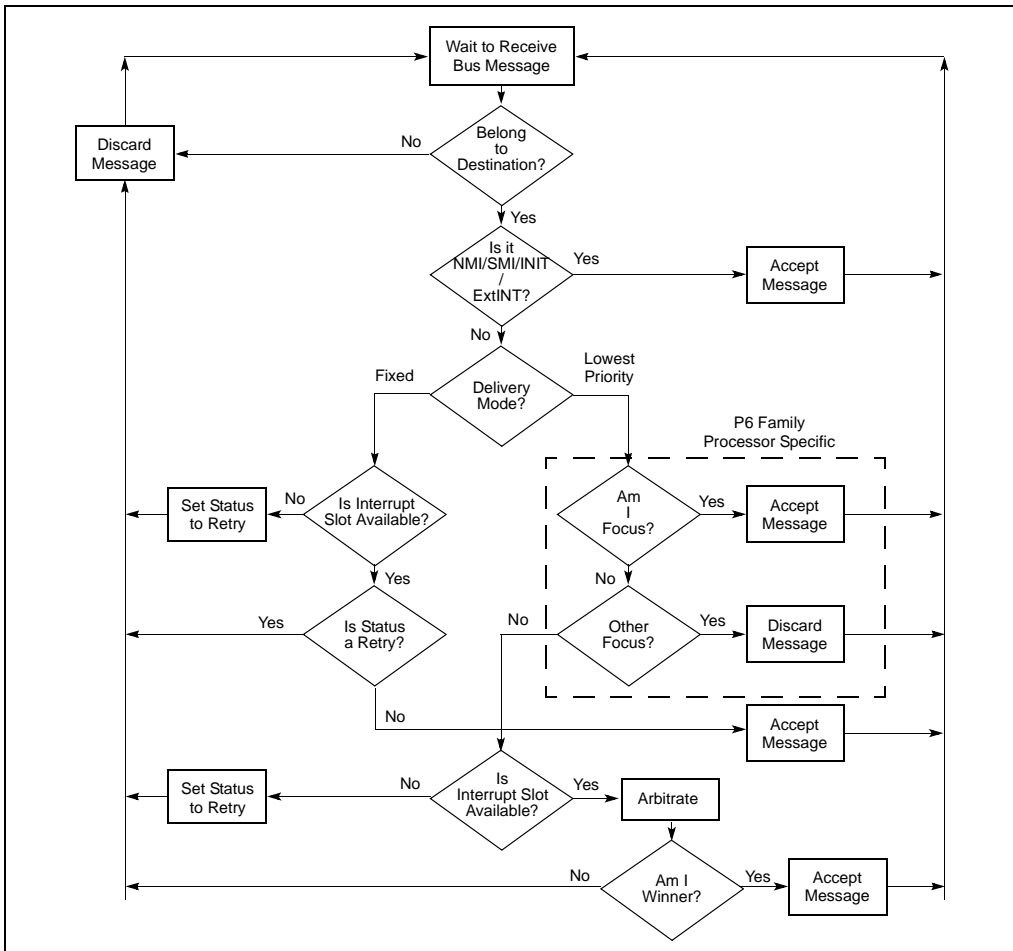 Wait to Receive
Bus Message
Belong
to
Destination?
No
Discard
Message
Yes
Is it
NMI/SMI/INIT
/
ExtINT?
Yes
Accept
Message
No
Delivery
Mode?
Fixed
Lowest
Priority
P6 Family
Processor Specific
Is Interrupt
Slot Available?
No
Set Status
to Retry
Am
I
Focus?
Yes
Accept
Message
Yes
No
Is Status
a Retry?
Yes
No
Other
Focus?
Yes
Discard
Message
No
Accept
Message
Is
Interrupt Slot
Available?
No
Set Status
to Retry
Yes
Arbitrate
Am I
Winner?
No
Yes
Accept
Message